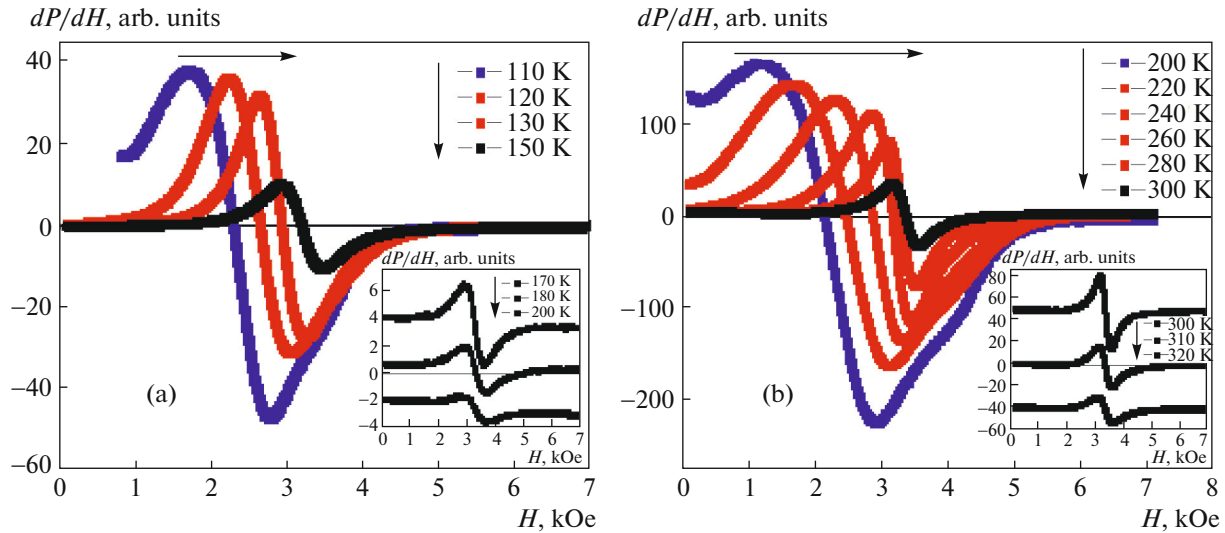 dP/dH, arb. units
40
20
0
−20
−40
−60
110 K
120 K
130 K
150 K
(a)
dP/dH, arb. units
170 K
180 K
200 K
6
4
2
0
−2
−4
0 1 2 3 4 5 6 7
H, kOe
0 1 2 3 4 5 6 7
H, kOe
dP/dH, arb. units
100
0
−100
−200
200 K
220 K
240 K
260 K
280 K
300 K
(b)
dP/dH, arb. units
80
60
40
20
0
−20
−40
−60
300 K
310 K
320 K
0 1 2 3 4 5 6 7
H, kOe
0 1 2 3 4 5 6 7 8
H, kOe